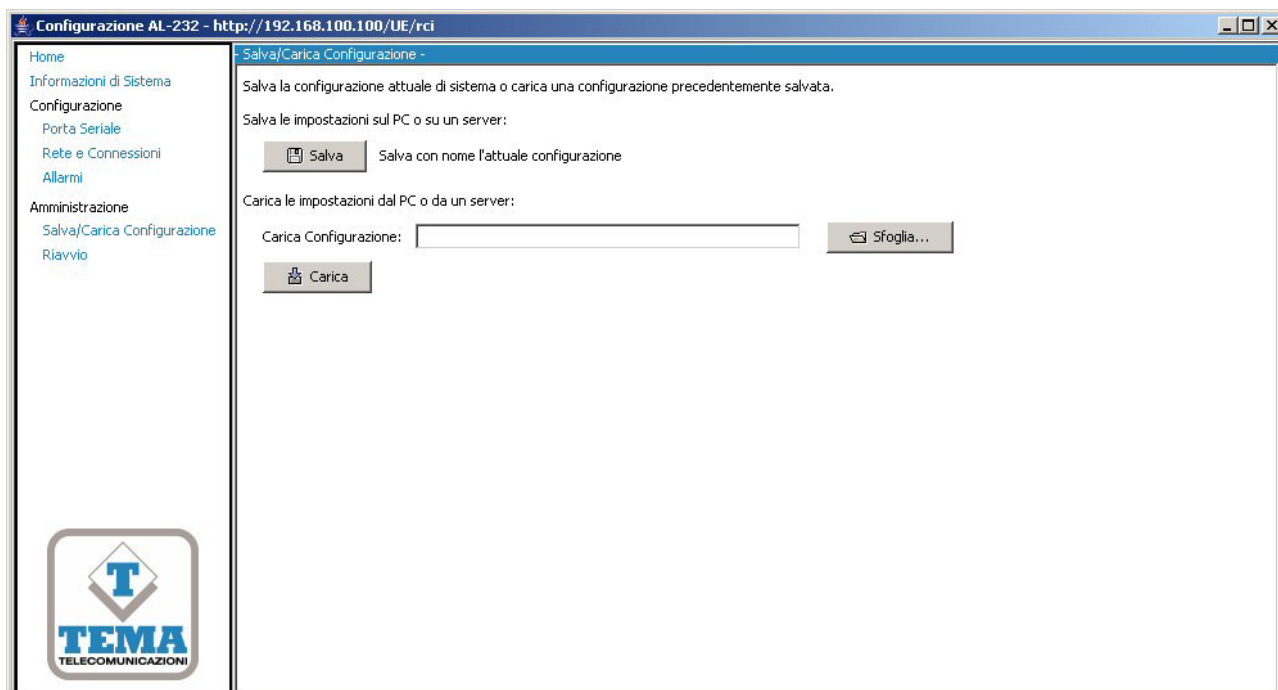 Configurazione AL-232 - http://192.168.100.100/UE/rci
Home
Informazioni di Sistema
Configurazione
Porta Seriale
Rete e Connessioni
Allarmi
Amministrazione
Salva/Carica Configurazione
Riavvio
T
TEMA
TELECOMUNICAZIONI
- Salva/Carica Configurazione -
Salva la configurazione attuale di sistema o carica una configurazione precedentemente salvata.
Salva le impostazioni sul PC o su un server:
Salva Salva con nome l'attuale configurazione
Carica le impostazioni dal PC o da un server:
Carica Configurazione: Sfoglia...
Carica